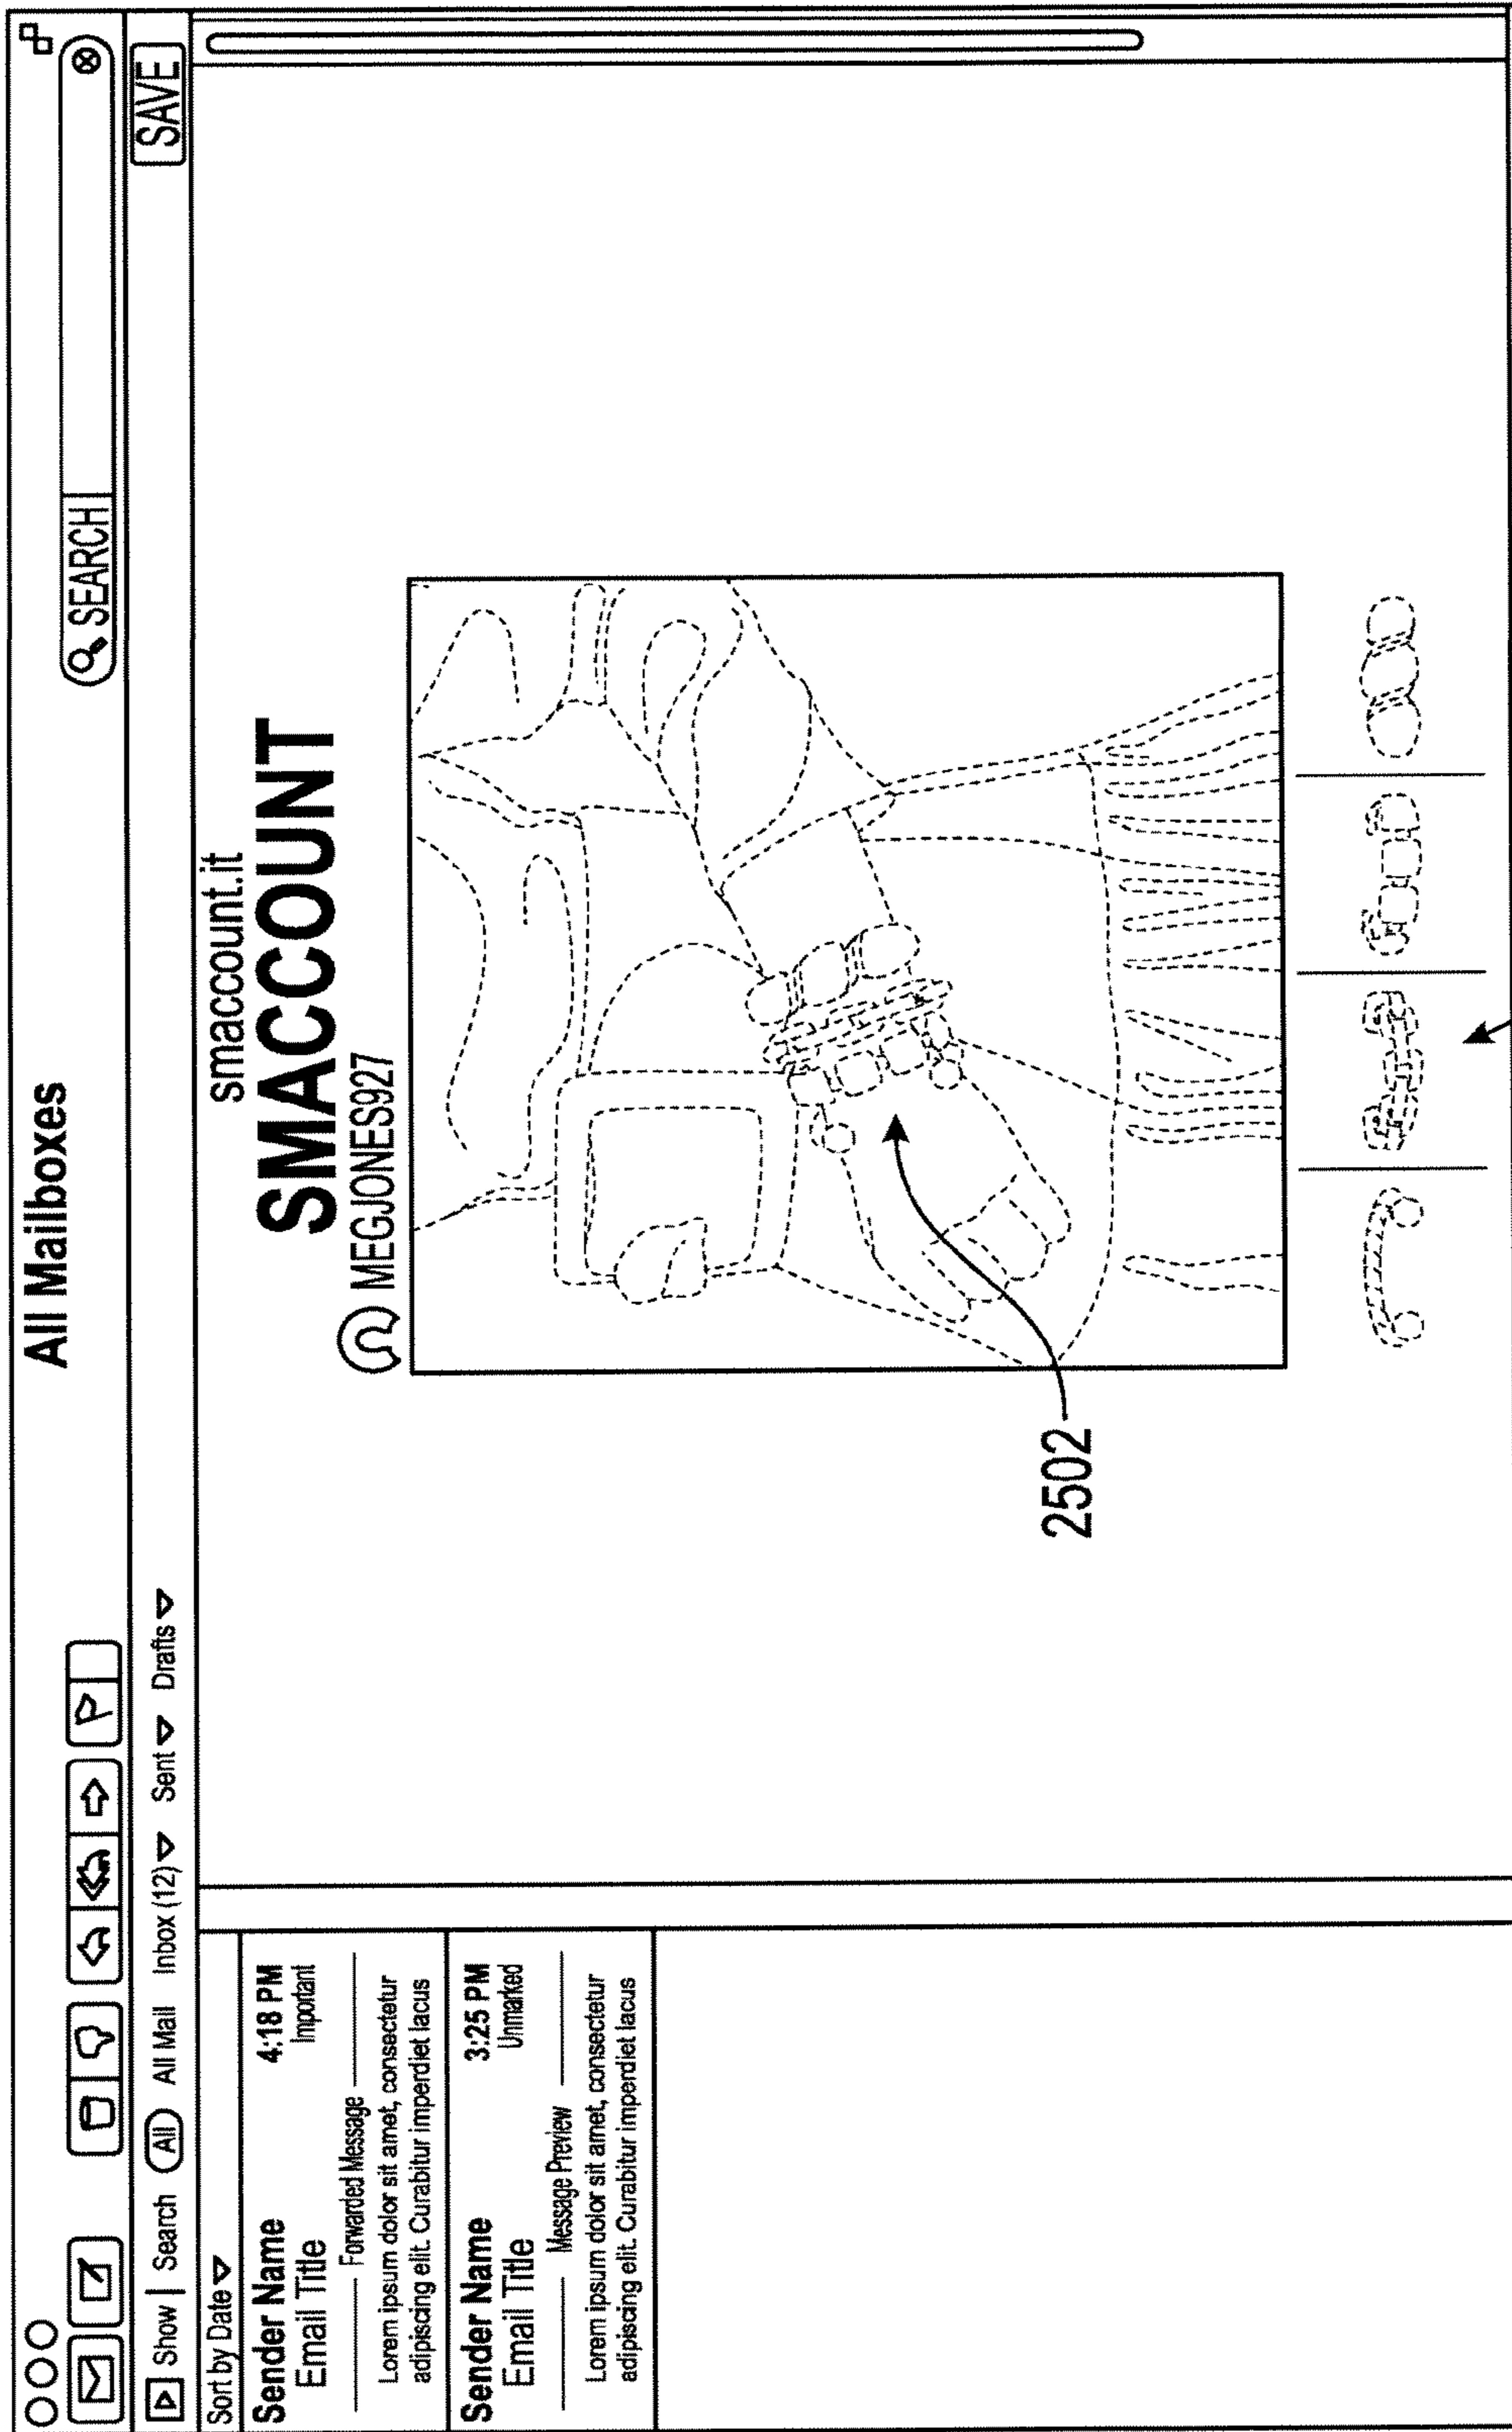 All Mailboxes
SEARCH
Show | Search All All Mail Inbox (12) Sent Drafts
SAVE
Sort by Date
Sender Name 4:18 PM
Email Title Important
Forwarded Message
Lorem ipsum dolor sit amet, consectetur
adipiscing elit. Curabitur imperdiet lacus
Sender Name 3:25 PM
Email Title Unmarked
Message Preview
Lorem ipsum dolor sit amet, consectetur
adipiscing elit. Curabitur imperdiet lacus
smaccount.it
SMACCOUNT
MEGJONES927
2502